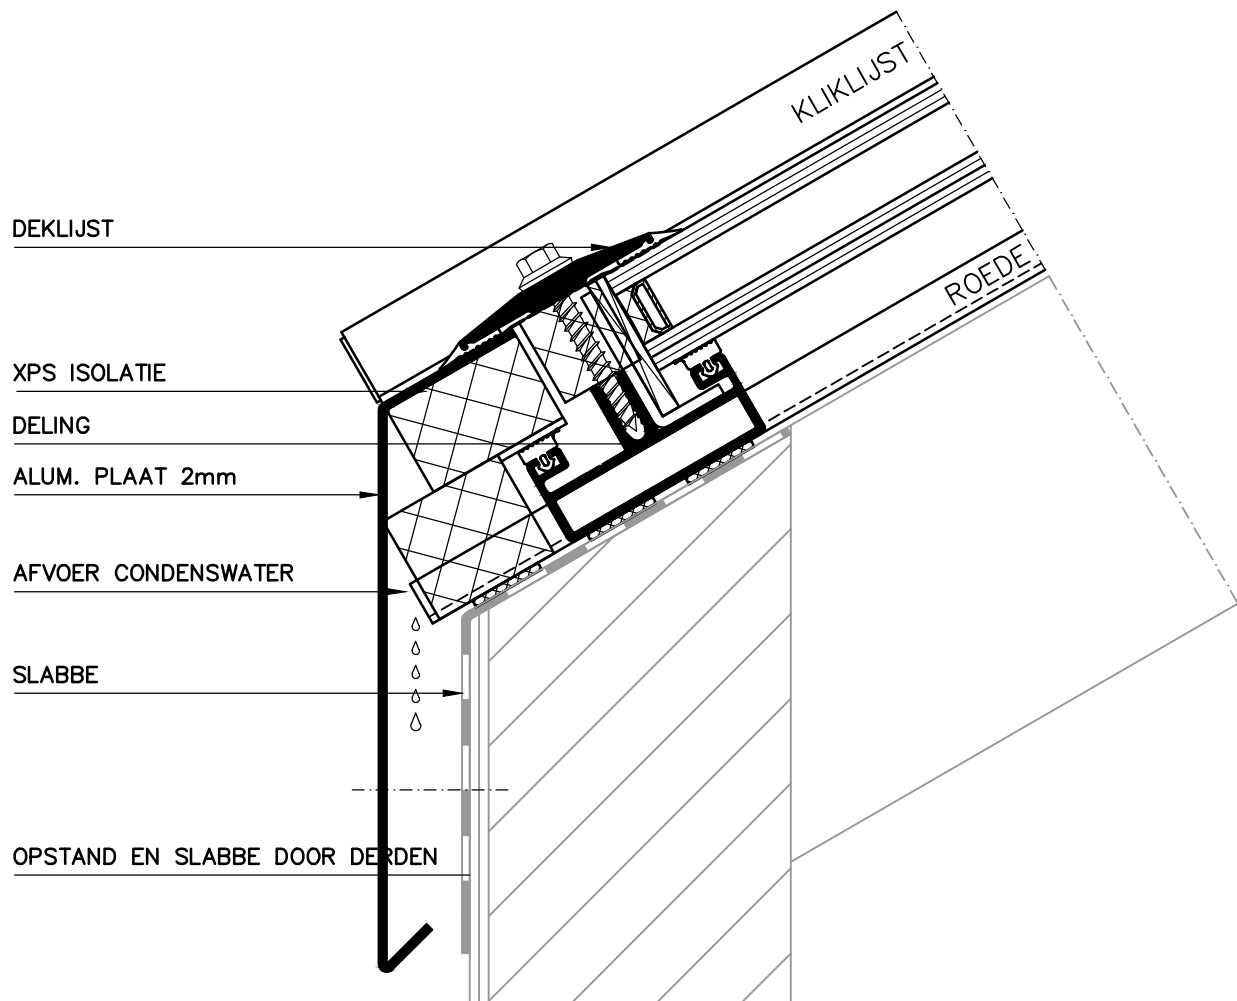 KLIKLIJST
DEKLIJST
ROEDE
XPS ISOLATIE
DELING
ALUM. PLAAT 2mm
AFVOER CONDENSWATER
SLABBE
OPSTAND EN SLABBE DOOR DERDEN